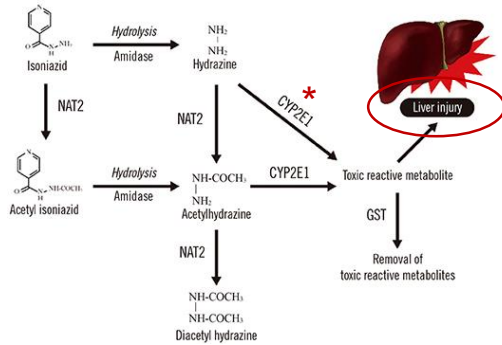 N
O
N
H
NH₂
Isoniazid
Hydrolysis
Amidase
NH₂
NH₂
Hydrazine
*
CYP2E1
Liver injury
NAT2
NAT2
N
O
N
H
NH-COCH₃
Acetyl isoniazid
Hydrolysis
Amidase
NH-COCH₃
NH₂
Acetylhydrazine
CYP2E1
Toxic reactive metabolite
NAT2
GST
Removal of
toxic reactive metabolites
NH-COCH₃
NH-COCH₃
Diacetyl hydrazine